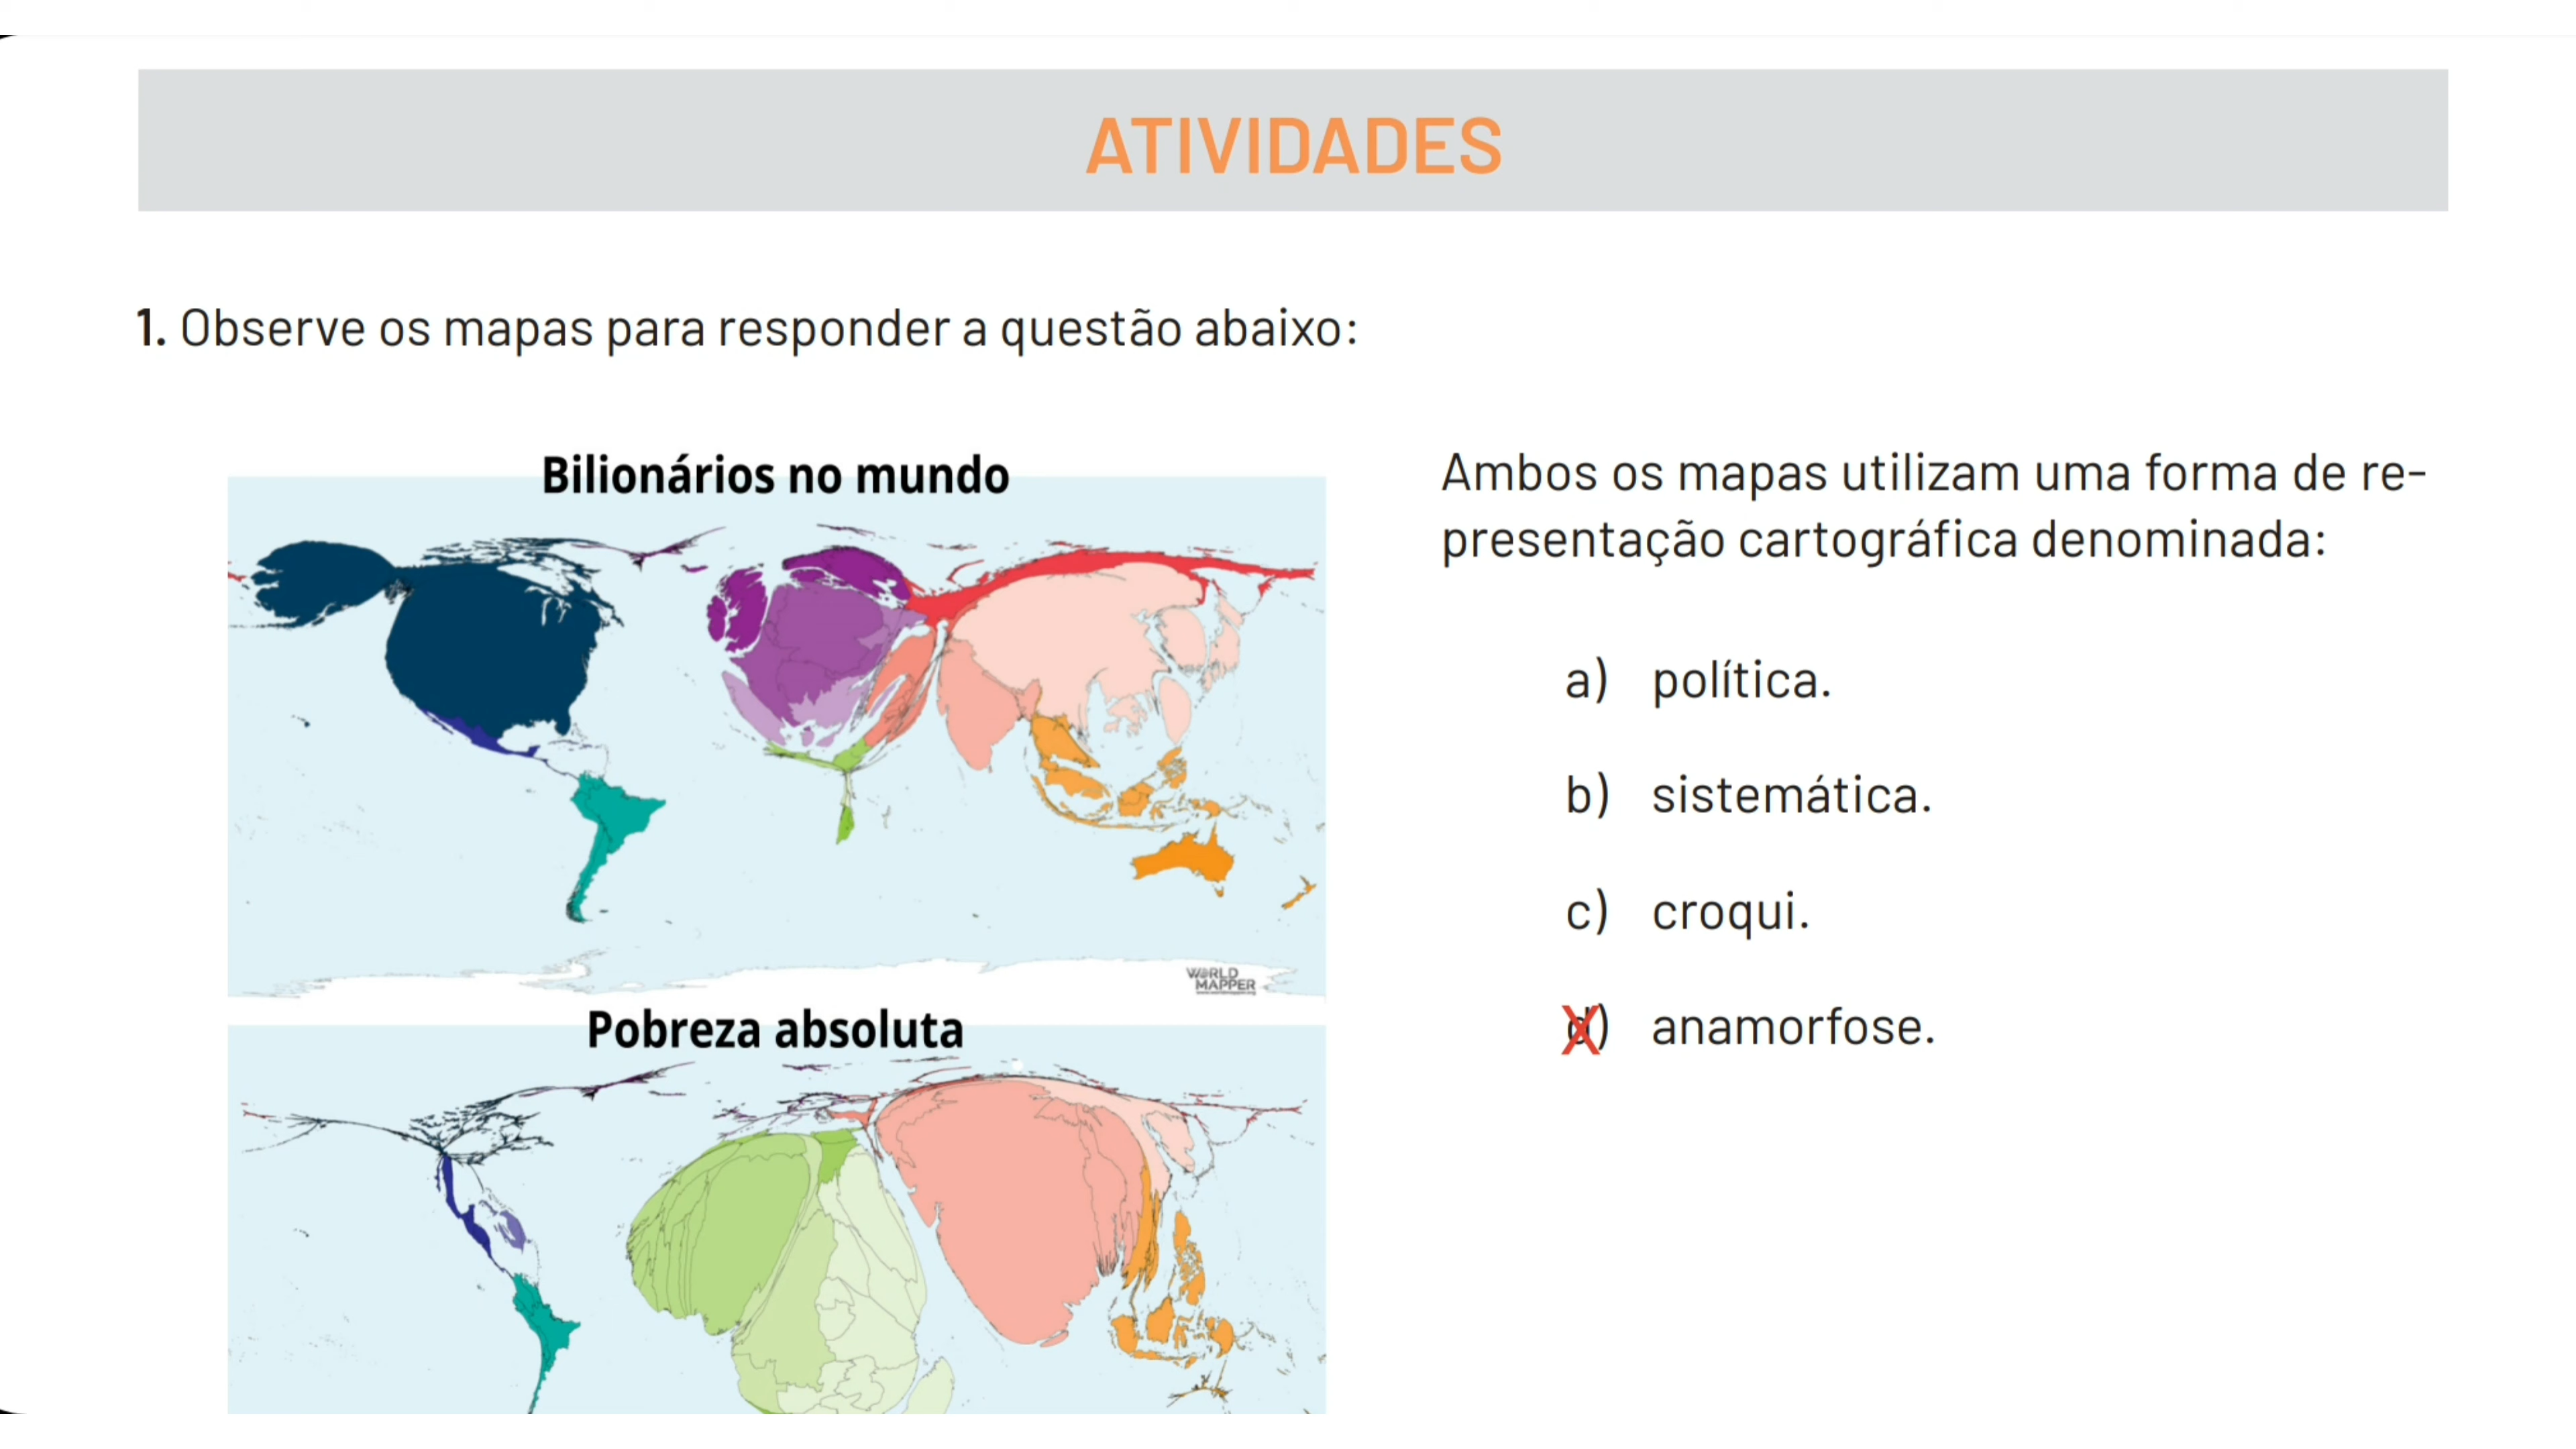 ATIVIDADES
1. Observe os mapas para responder a questão abaixo:
Bilionários no mundo
WORLD
MAPPER
Pobreza absoluta
Ambos os mapas utilizam uma forma de re-
presentação cartográfica denominada:
a) política.
b) sistemática.
c) croqui.
d) anamorfose.